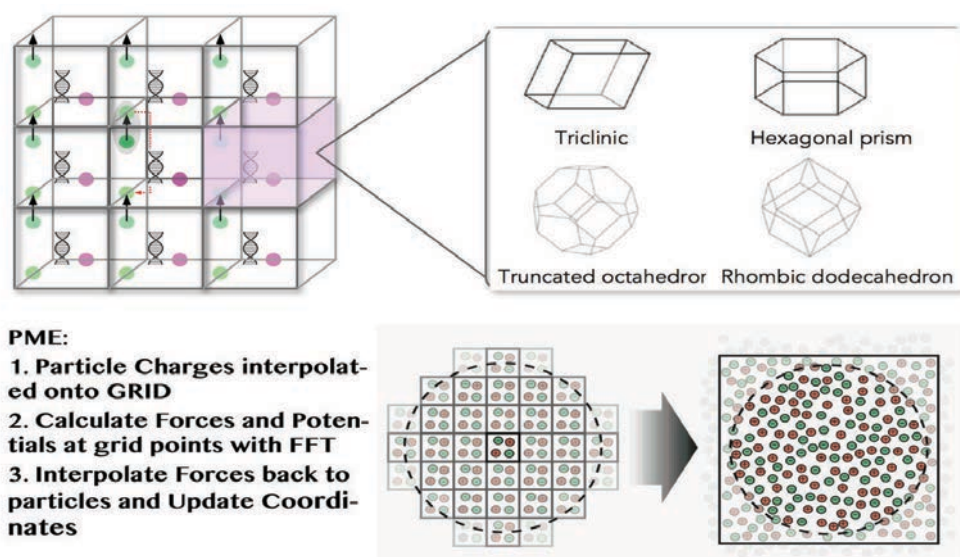 Triclinic
Hexagonal prism
Truncated octahedror
Rhombic dodecahedron
PME:
1. Particle Charges interpolat-
ed onto GRID
2. Calculate Forces and Poten-
tials at grid points with FFT
3. Interpolate Forces back to
particles and Update Coordi-
nates